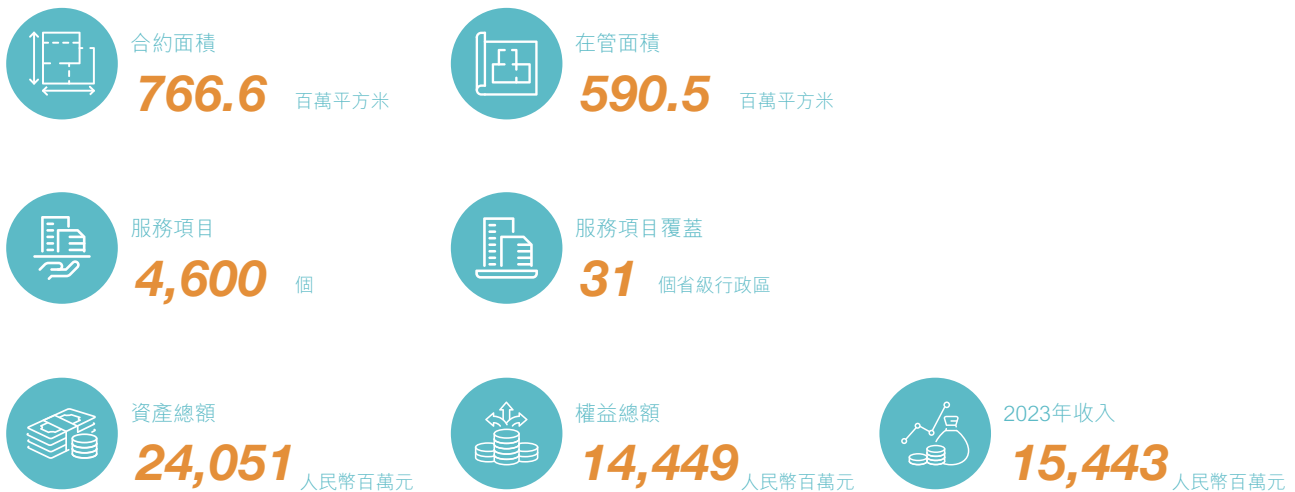 合約面積
766.6 百萬平方米
在管面積
590.5 百萬平方米
服務項目
4,600 個
服務項目覆蓋
31 個省級行政區
資產總額
24,051 人民幣百萬元
權益總額
14,449 人民幣百萬元
2023年收入
15,443 人民幣百萬元